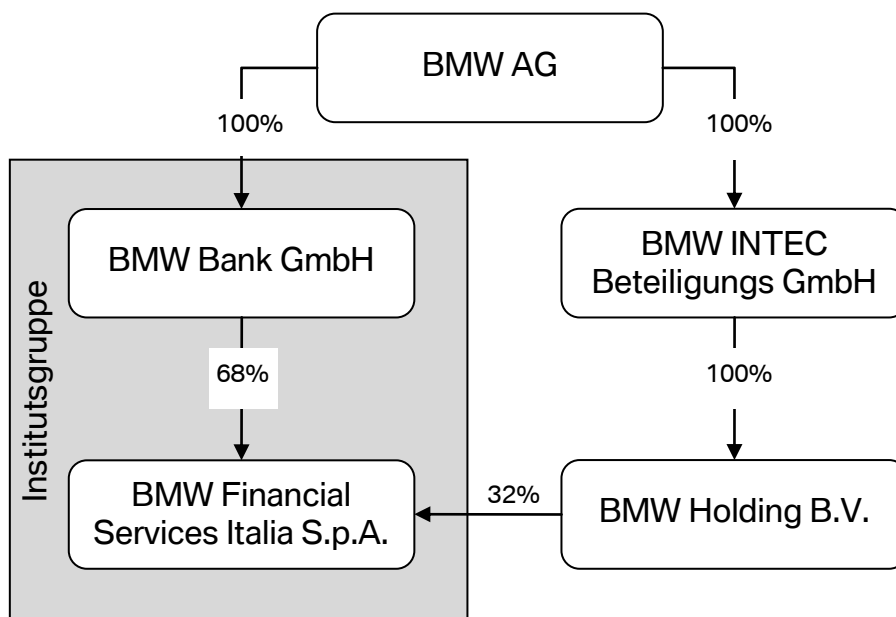 BMW AG
100%
100%
BMW Bank GmbH
BMW INTEC
Beteiligungs GmbH
Institutsgruppe
68%
100%
BMW Financial
Services Italia S.p.A.
32%
BMW Holding B.V.